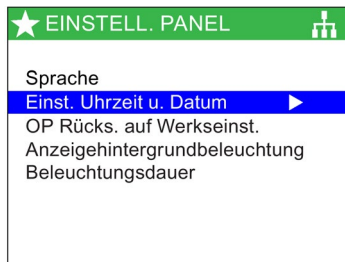 EINSTELL. PANEL
Sprache
Einst. Uhrzeit u. Datum
OP Rücks. auf Werkseinst.
Anzeigehintergrundbeleuchtung
Beleuchtungsdauer